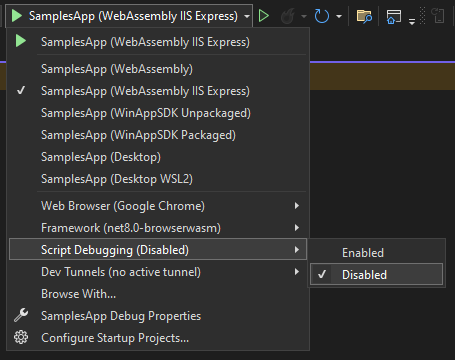 SamplesApp (WebAssembly IIS Express)
SamplesApp (WebAssembly IIS Express)
SamplesApp (WebAssembly)
SamplesApp (WebAssembly IIS Express)
SamplesApp (WinAppSDK Unpackaged)
SamplesApp (WinAppSDK Packaged)
SamplesApp (Desktop)
SamplesApp (Desktop WSL2)
Web Browser (Google Chrome)
Framework (net8.0-browserwasm)
Script Debugging (Disabled)
Enabled
Dev Tunnels (no active tunnel)
Disabled
Browse With...
SamplesApp Debug Properties
Configure Startup Projects...